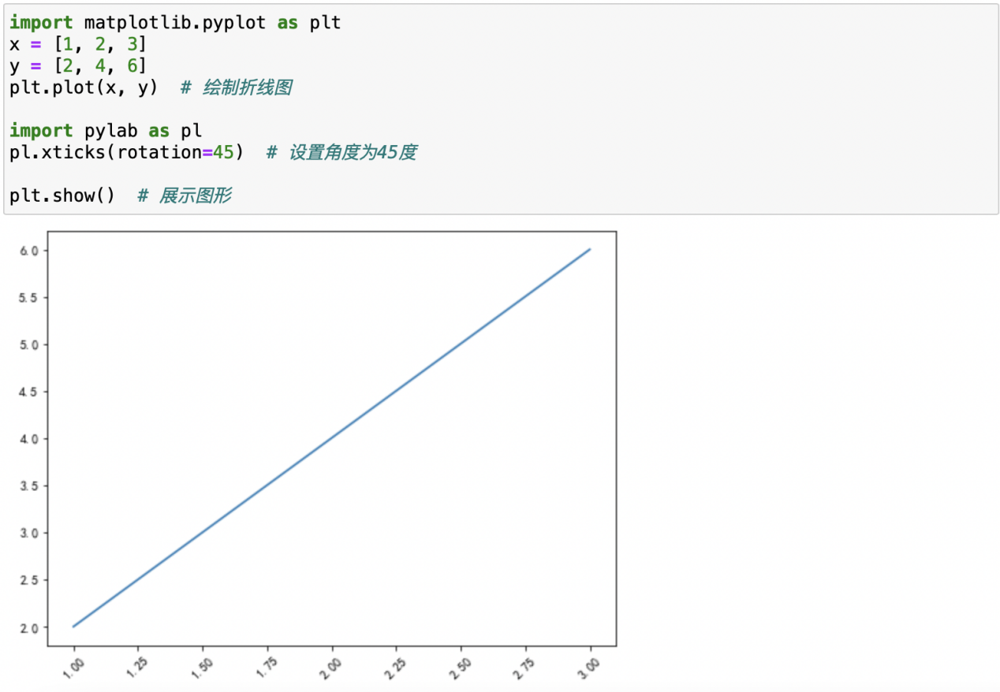 import matplotlib.pyplot as plt
x = [1, 2, 3]
y = [2, 4, 6]
plt.plot(x, y)  # 绘制折线图
import pylab as pl
pl.xticks(rotation=45)  # 设置角度为45度
plt.show()  # 展示图形
6.0
5.5
5.0
4.5
4.0
3.5
3.0
2.5
2.0
1.00 1.25 1.50 1.75 2.00 2.25 2.50 2.75 3.00